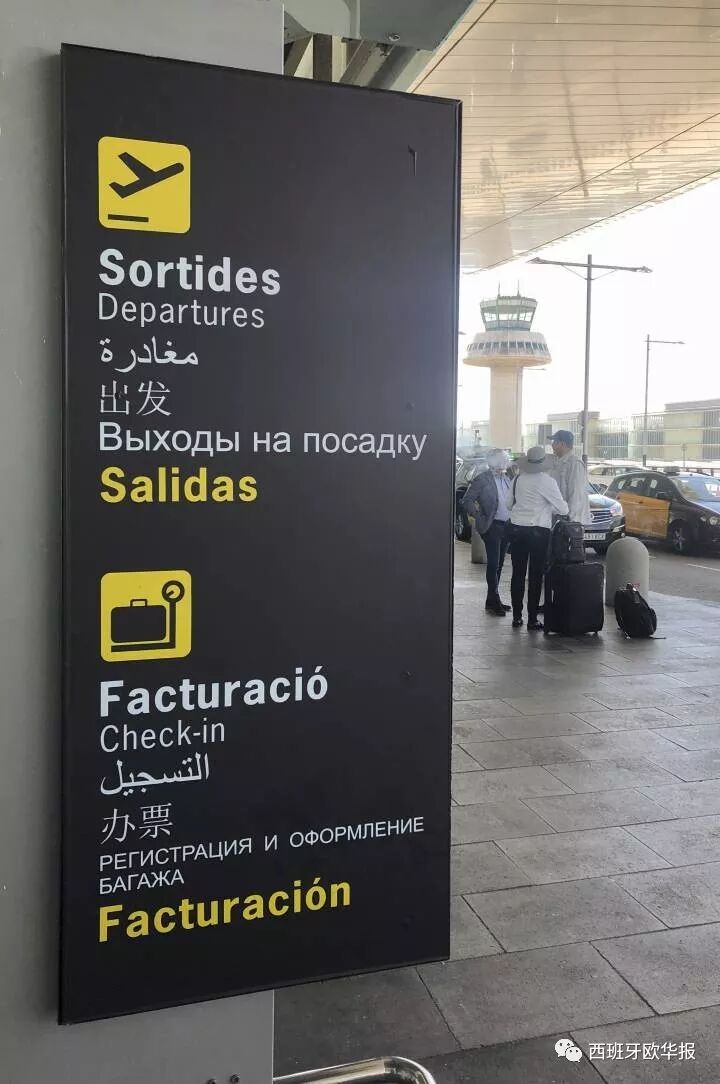 Sortides
Departures
مغادرة
出发
Выходы на посадку
Salidas
Facturació
Check-in
التسجيل
办票
РЕГИСТРАЦИЯ И ОФОРМЛЕНИЕ
БАГАЖА
Facturación
西班牙欧华报